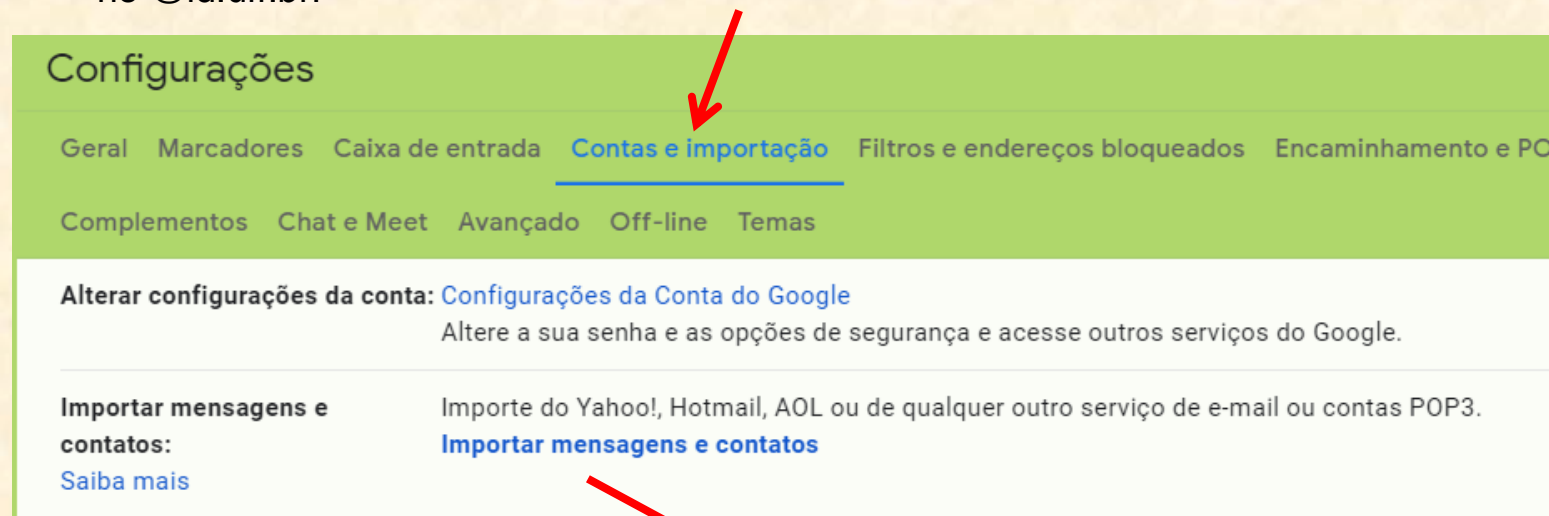 Configurações
Geral Marcadores Caixa de entrada Contas e importação Filtros e endereços bloqueados Encaminhamento e
Complementos Chat e Meet Avançado Off-line Temas
Alterar configurações da conta: Configurações da Conta do Google
Altere a sua senha e as opções de segurança e acesse outros serviços do Google.
Importar mensagens e contatos:
Importe do Yahoo!, Hotmail, AOL ou de qualquer outro serviço de e-mail ou contas POP3.
Importar mensagens e contatos
Saiba mais